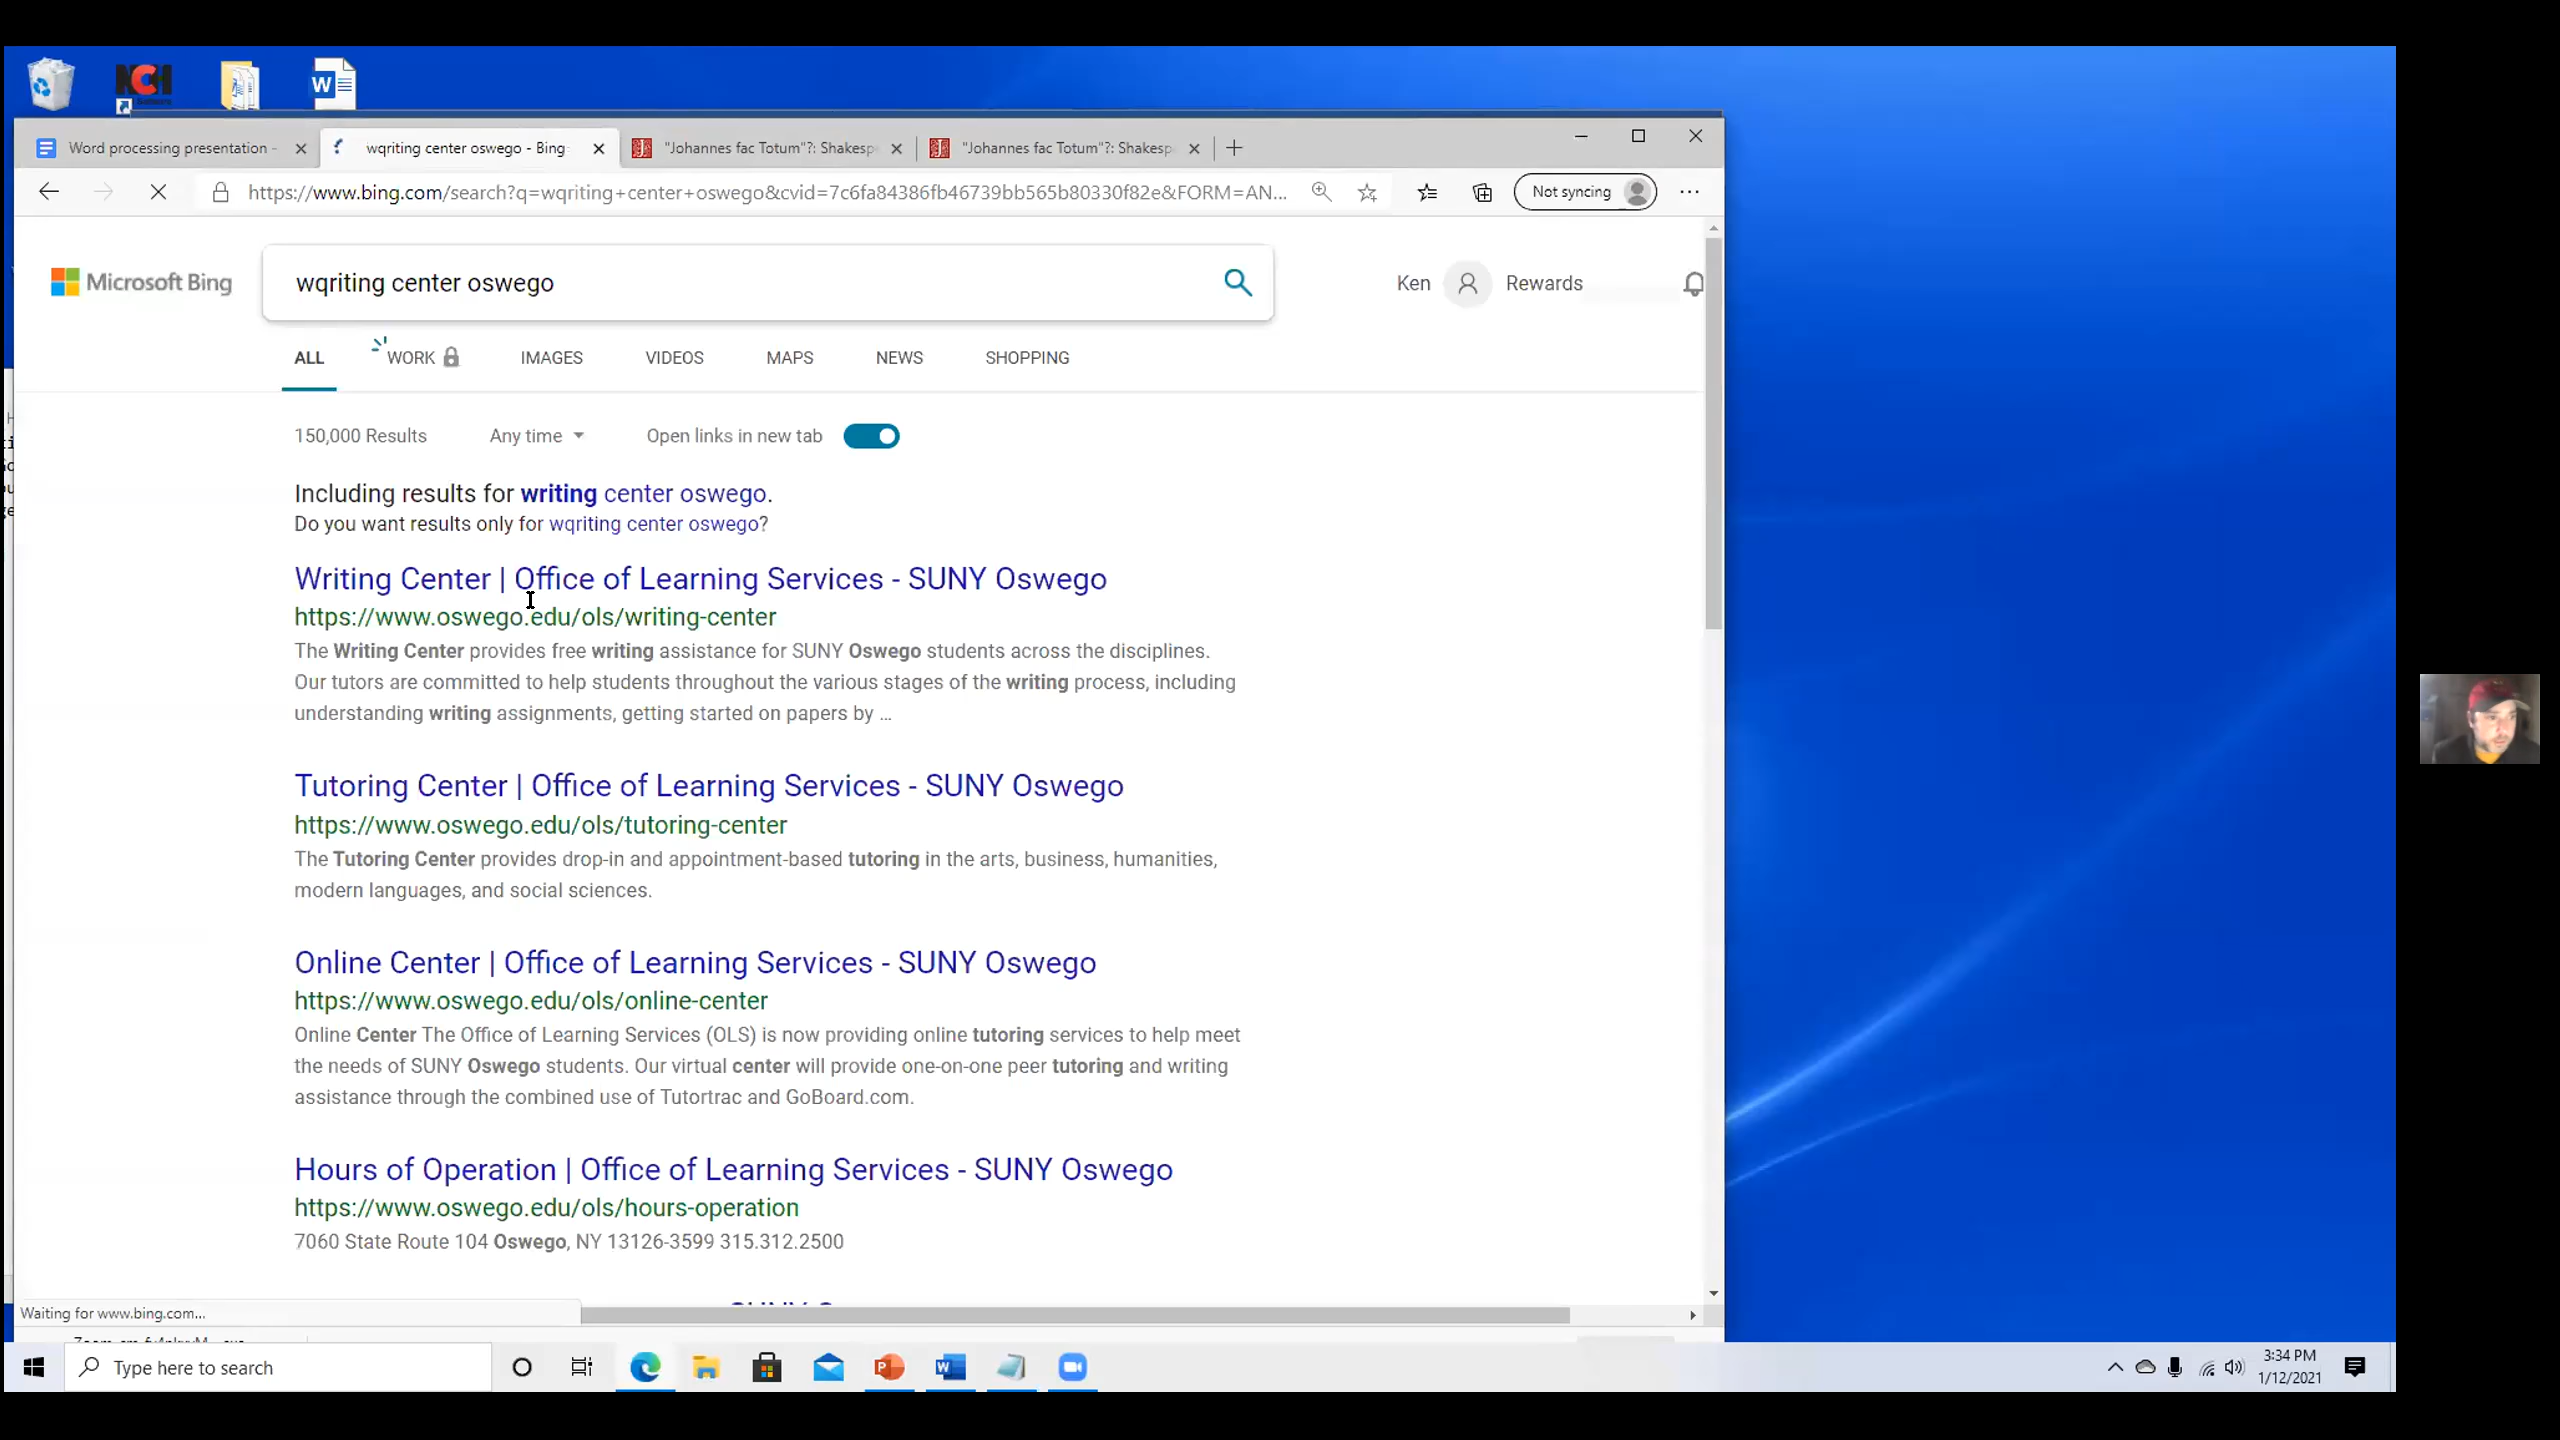 Word processing presentation -
wqriting center oswego - Bing
"Johannes fac Totum"?: Shakesp
"Johannes fac Totum"?: Shakesp
https://www.bing.com/search?q=wqriting+center+oswego&cvid=7c6fa84386fb46739bb565b80330f82e&FORM=AN...
Not syncing
Microsoft Bing
wqriting center oswego
Ken
Rewards
ALL
WORK
IMAGES
VIDEOS
MAPS
NEWS
SHOPPING
150,000 Results
Any time
Open links in new tab
Including results for writing center oswego.
Do you want results only for wqriting center oswego?
Writing Center | Office of Learning Services - SUNY Oswego
https://www.oswego.edu/ols/writing-center
The Writing Center provides free writing assistance for SUNY Oswego students across the disciplines.
Our tutors are committed to help students throughout the various stages of the writing process, including
understanding writing assignments, getting started on papers by ...
Tutoring Center | Office of Learning Services - SUNY Oswego
https://www.oswego.edu/ols/tutoring-center
The Tutoring Center provides drop-in and appointment-based tutoring in the arts, business, humanities,
modern languages, and social sciences.
Online Center | Office of Learning Services - SUNY Oswego
https://www.oswego.edu/ols/online-center
Online Center The Office of Learning Services (OLS) is now providing online tutoring services to help meet
the needs of SUNY Oswego students. Our virtual center will provide one-on-one peer tutoring and writing
assistance through the combined use of Tutortrac and GoBoard.com.
Hours of Operation | Office of Learning Services - SUNY Oswego
https://www.oswego.edu/ols/hours-operation
7060 State Route 104 Oswego, NY 13126-3599 315.312.2500
Waiting for www.bing.com...
Type here to search
3:34 PM
1/12/2021